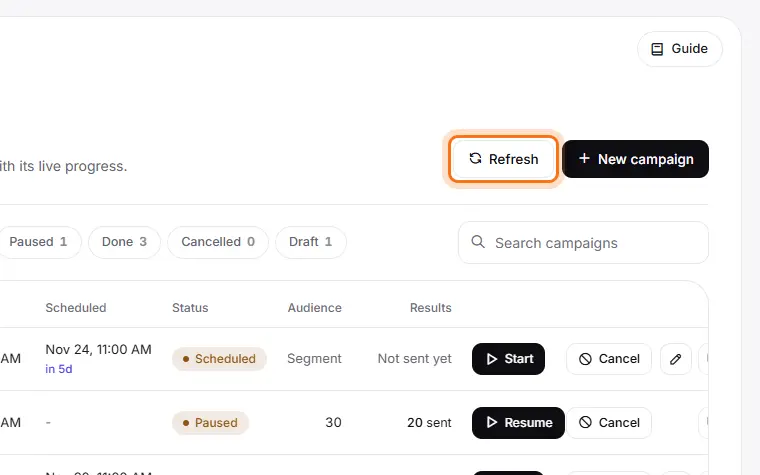 Guide
ith its live progress.
Refresh
+ New campaign
Paused 1
Done 3
Cancelled 0
Draft 1
Search campaigns
Scheduled Status Audience Results
AM Nov 24, 11:00 AM Scheduled Segment Not sent yet Start Cancel
in 5d
AM - Paused 30 20 sent Resume Cancel